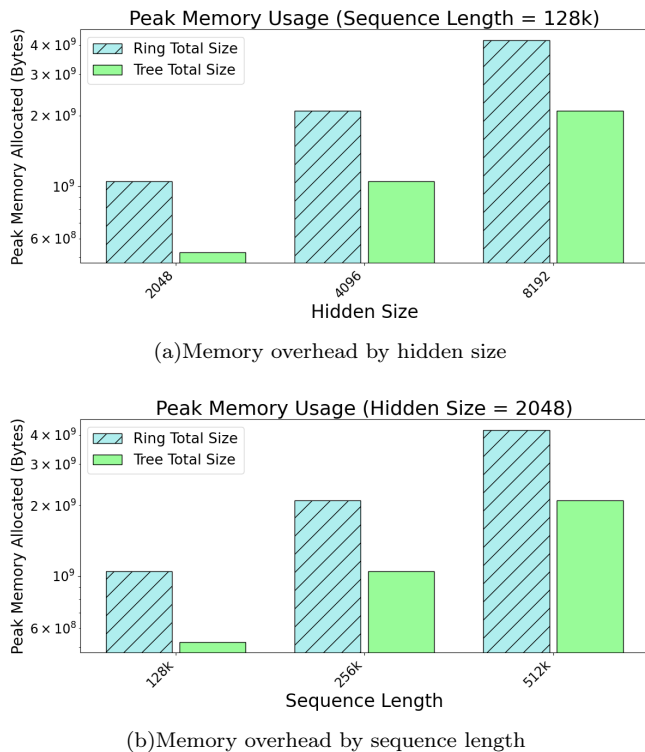 Peak Memory Usage (Sequence Length = 128k)
Peak Memory Allocated (Bytes)
4 × 10⁹
3 × 10⁹
2 × 10⁹
10⁹
6 × 10⁸
Ring Total Size
Tree Total Size
2048
4096
8192
Hidden Size
(a)Memory overhead by hidden size
Peak Memory Usage (Hidden Size = 2048)
Peak Memory Allocated (Bytes)
4 × 10⁹
3 × 10⁹
2 × 10⁹
10⁹
6 × 10⁸
Ring Total Size
Tree Total Size
128k
256k
512k
Sequence Length
(b)Memory overhead by sequence length